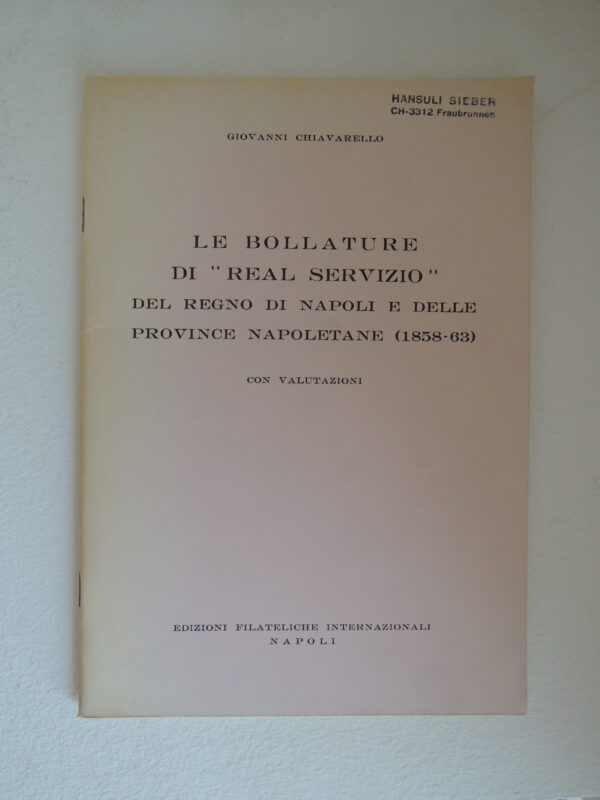 HANSULI SIEBER
CH-3312 Fraubrunnen
GIOVANNI CHIAVARELLO
LE BOLLATURE
DI "REAL SERVIZIO"
DEL REGNO DI NAPOLI E DELLE
PROVINCE NAPOLETANE (1858-63)
CON VALUTAZIONI
EDIZIONI FILATELICHE INTERNAZIONALI
NAPOLI